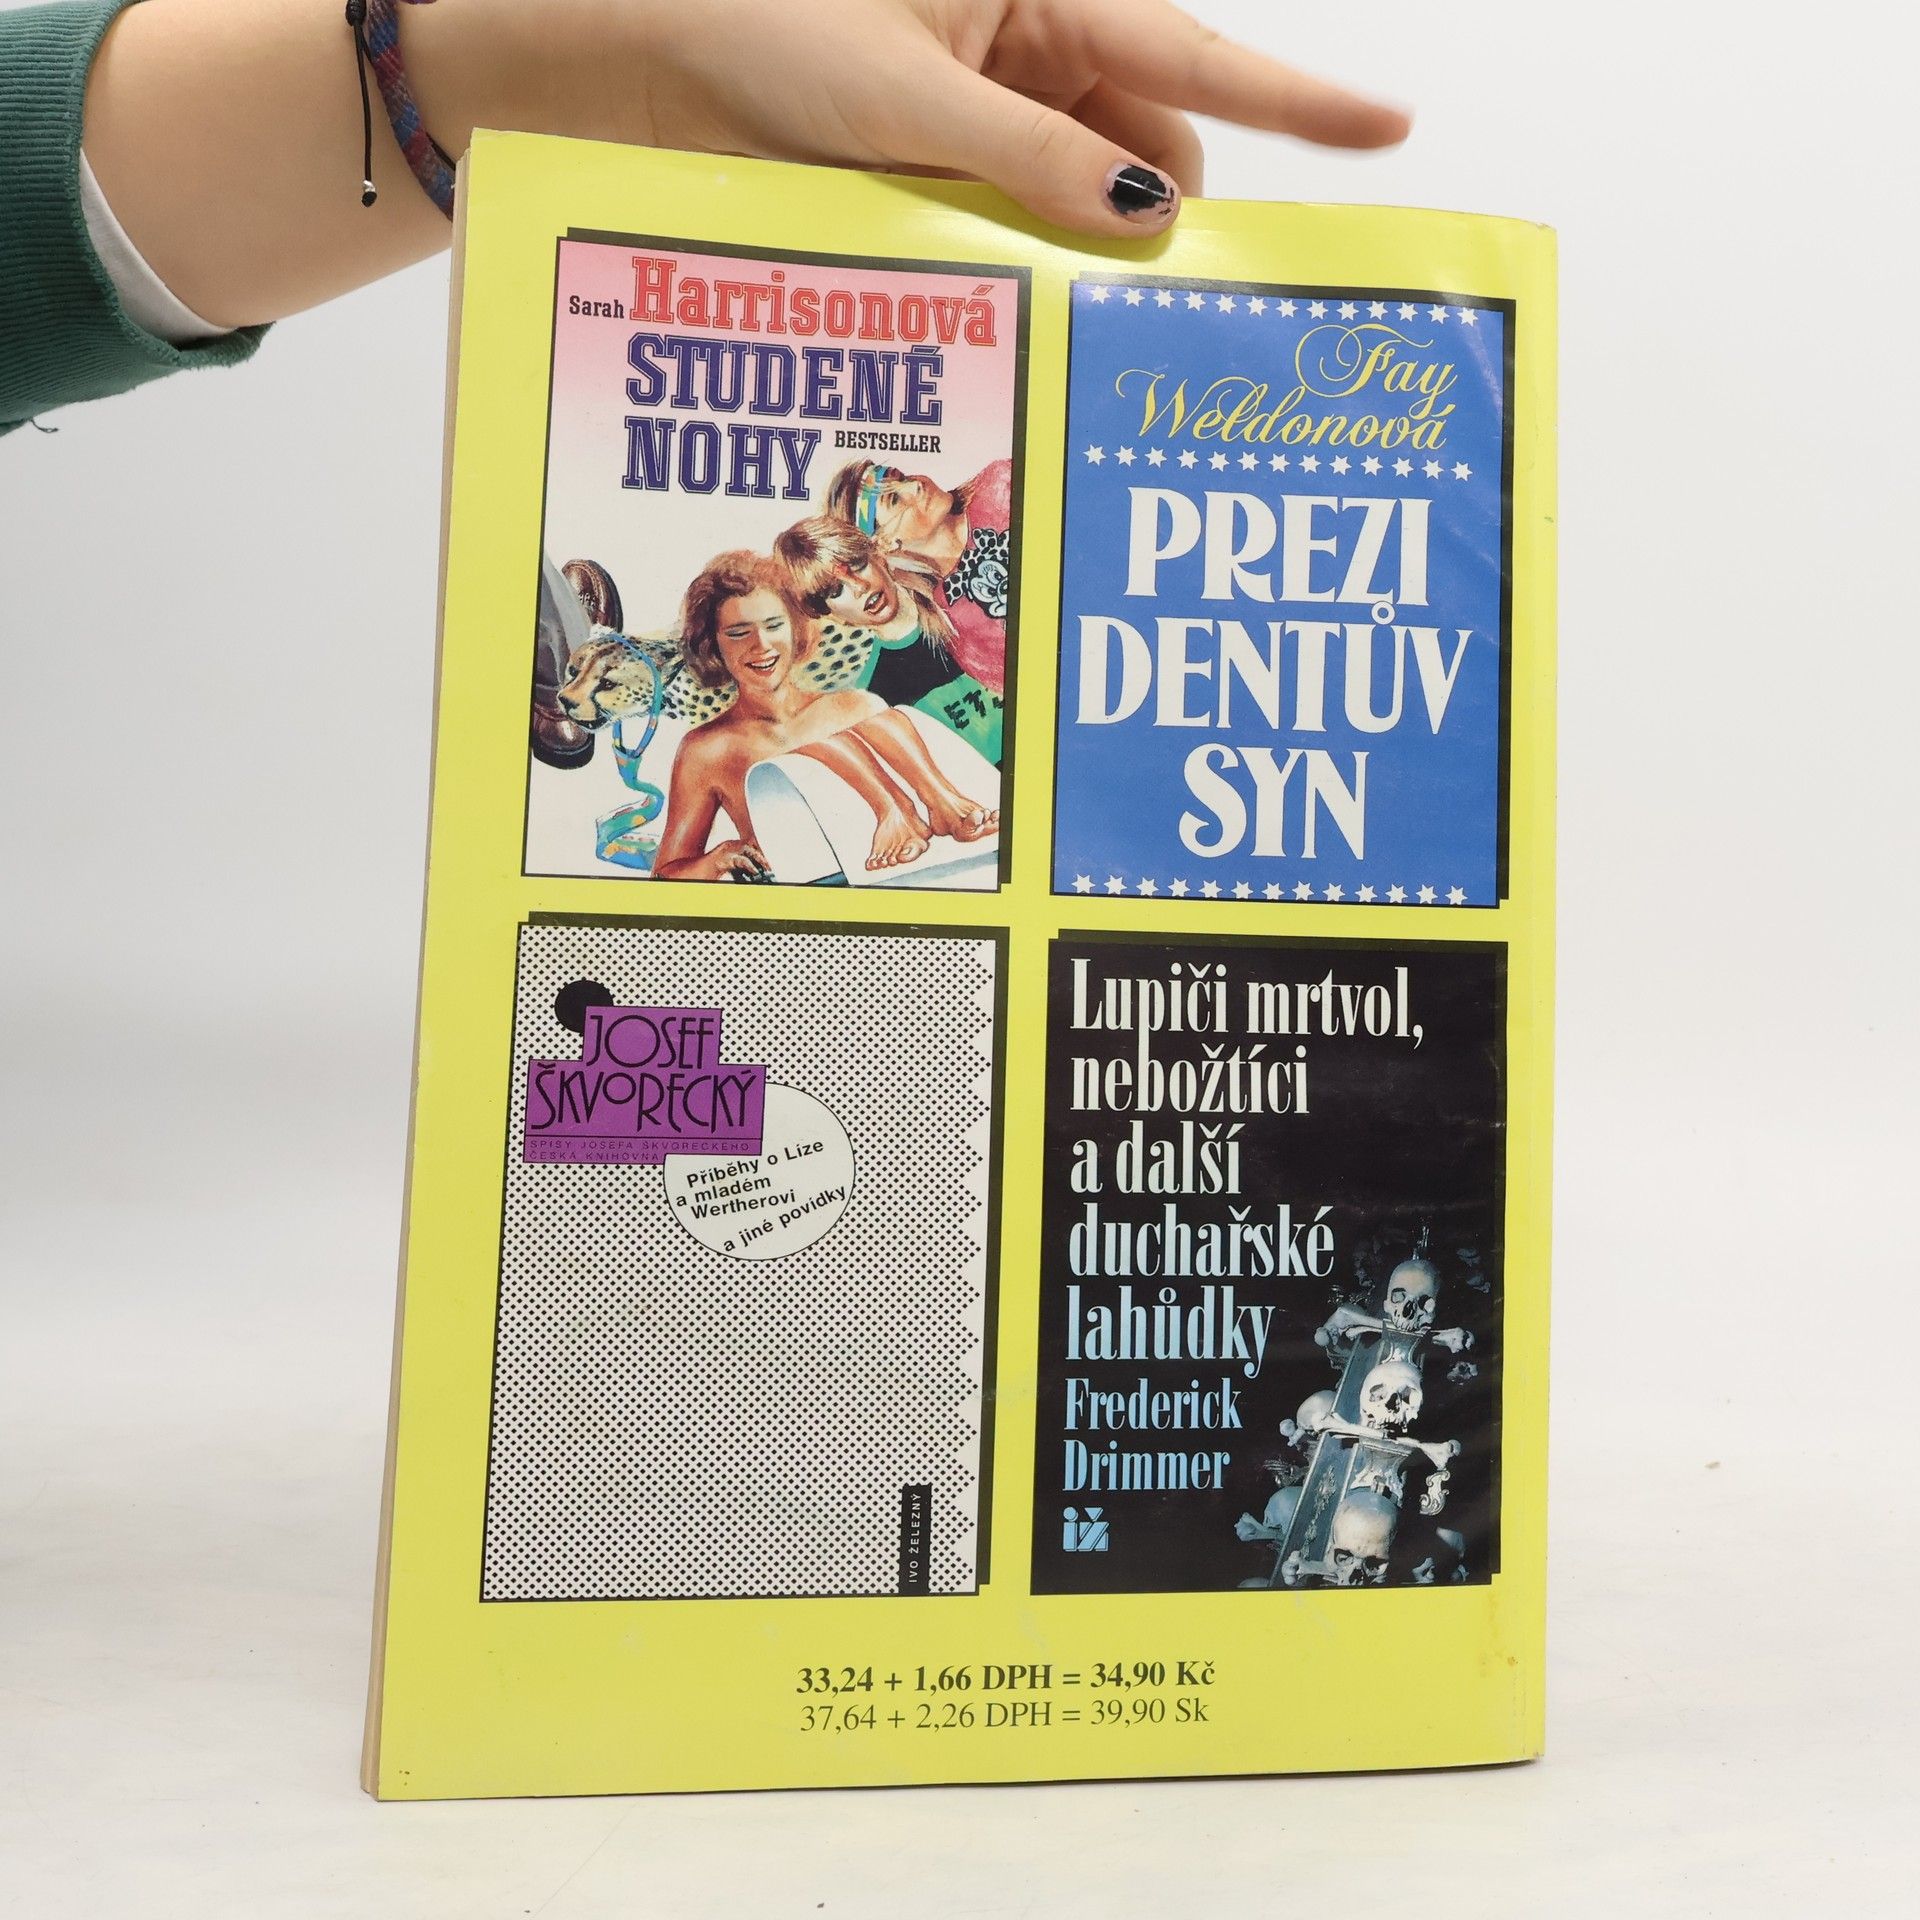 Sarah Harrisonová
STUDENÉ
NOHY BESTSELLER
Fay
Weldonová
PREZI
DENTŮV
SYN
JOSEF
ŠKVORECKÝ
SPISY JOSEFA ŠKVORECKÉHO
ČESKÁ KNIHOVNA
Příběhy o Líze
a mladém
Wertherovi
a jiné povídky
IVO ŽELEZNÝ
Lupiči mrtvol,
nebožtíci
a další
duchařské
lahůdky
Frederick
Drimmer
iž
33,24 + 1,66 DPH = 34,90 Kč
37,64 + 2,26 DPH = 39,90 Sk